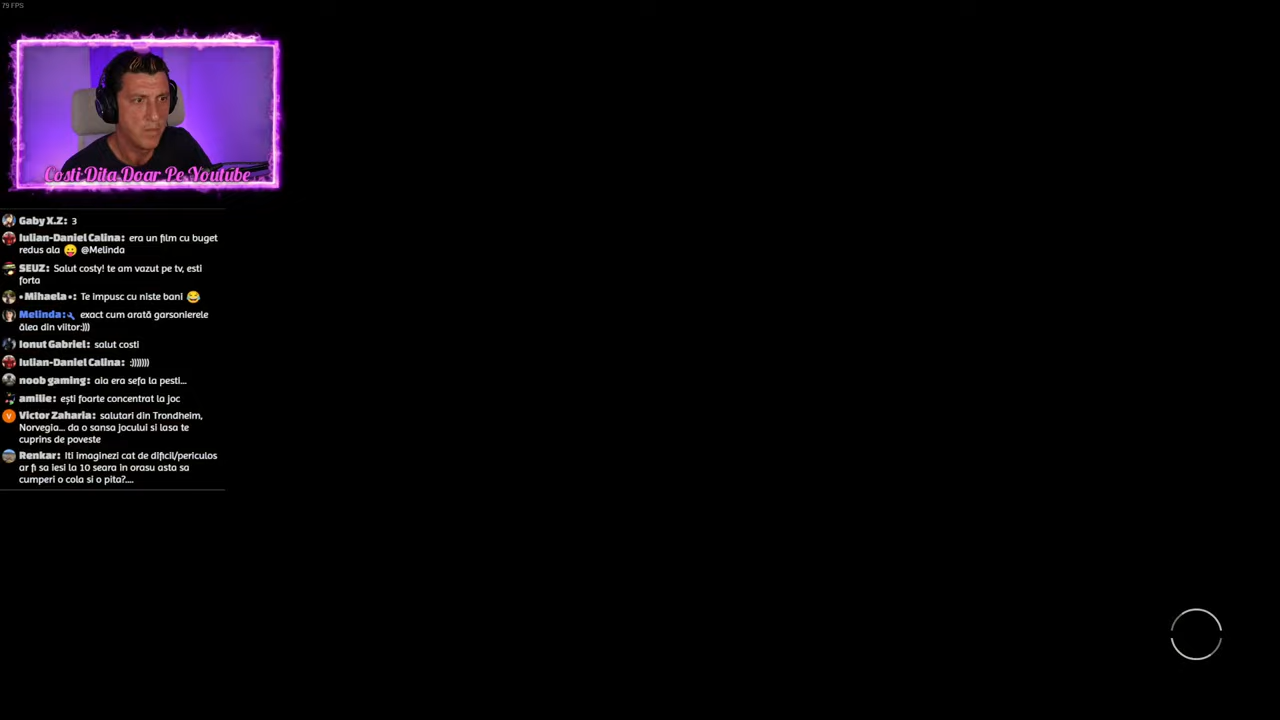 79 FPS
Costi Dita Doar Pe Youtube
Gaby X.Z: 3
Iulian-Daniel Calina: era un film cu buget
redus ala 😛 @Melinda
SEUZ: Salut costy! te am vazut pe tv, esti
forta
•Mihaela•: Te impusc cu niste bani 😂
Melinda: exact cum arată garsonierele
ălea din viitor:)))
Ionut Gabriel: salut costi
Iulian-Daniel Calina: :)))))))
noob gaming: aia era sefa la pesti...
amilie: ești foarte concentrat la joc
V
Victor Zaharia: salutari din Trondheim,
Norvegia... da o sansa jocului si lasa te
cuprins de poveste
Renkar: Iti imaginezi cat de dificil/periculos
ar fi sa iesi la 10 seara in orasu asta sa
cumperi o cola si o pita?....